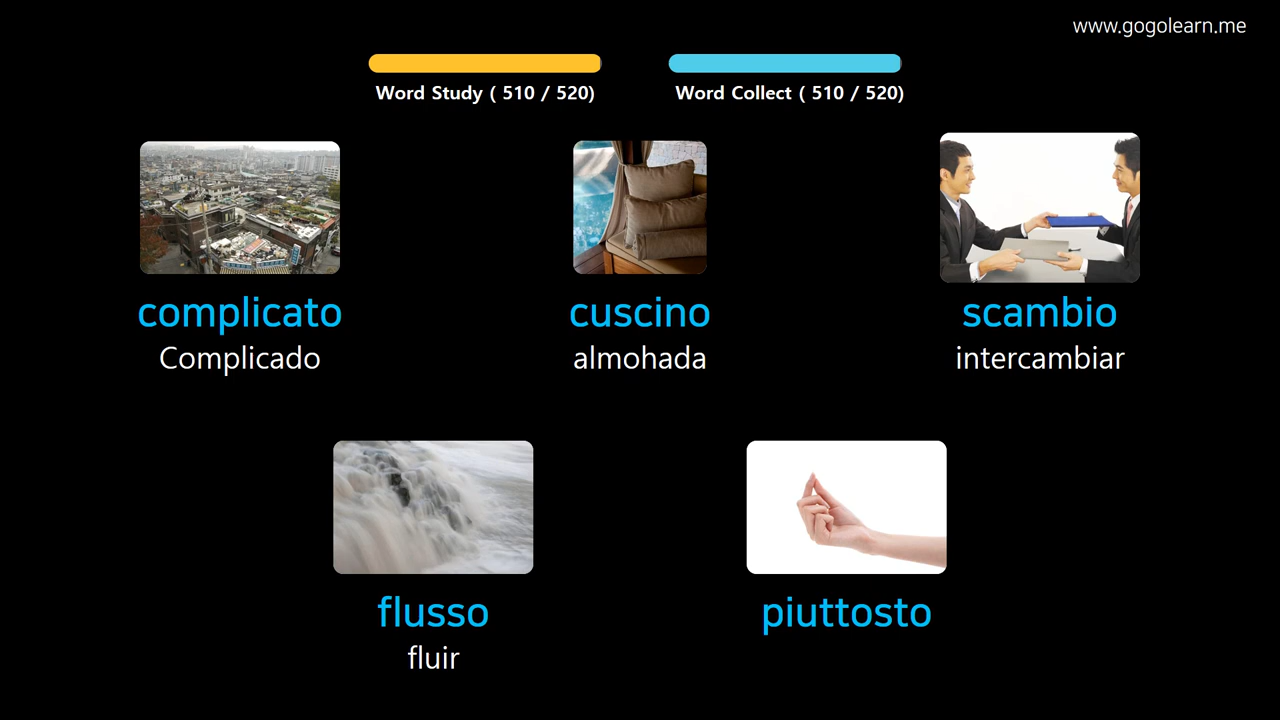 www.gogolearn.me
Word Study ( 510 / 520)
Word Collect ( 510 / 520)
complicato
Complicado
cuscino
almohada
scambio
intercambiar
flusso
fluir
piuttosto